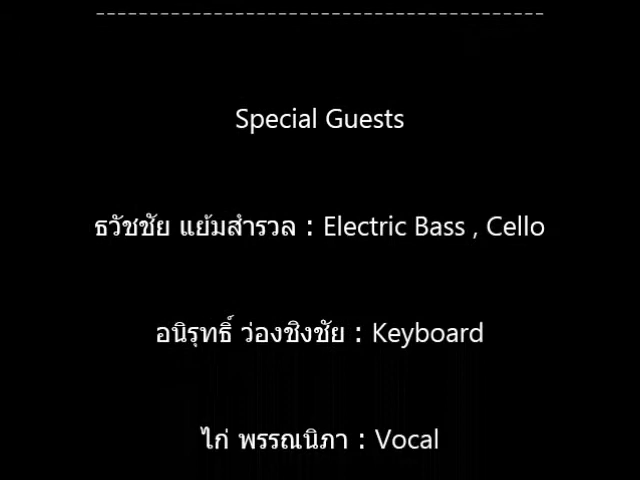 Special Guests
ธวัชชัย แย้มสำรวล : Electric Bass , Cello
อนิรุทธิ์ ว่องชิงชัย : Keyboard
ไก่ พรรณนิภา : Vocal